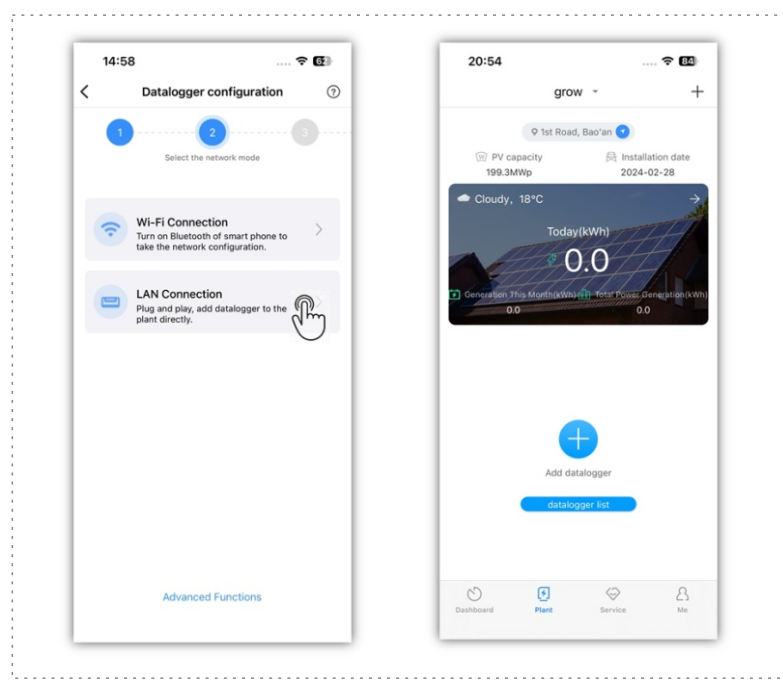 14:58
62
Datalogger configuration
?
1
2
3
Select the network mode
Wi-Fi Connection
Turn on Bluetooth of smart phone to
take the network configuration.
LAN Connection
Plug and play, add datalogger to the
plant directly.
Advanced Functions
20:54
84
grow
1st Road, Bao'an
PV capacity
199.3MWp
Installation date
2024-02-28
Cloudy, 18°C
Today(kWh)
0.0
Generation This Month(kWh)
0.0
Total Power Generation(kWh)
0.0
Add datalogger
datalogger list
Dashboard
Plant
Service
Me